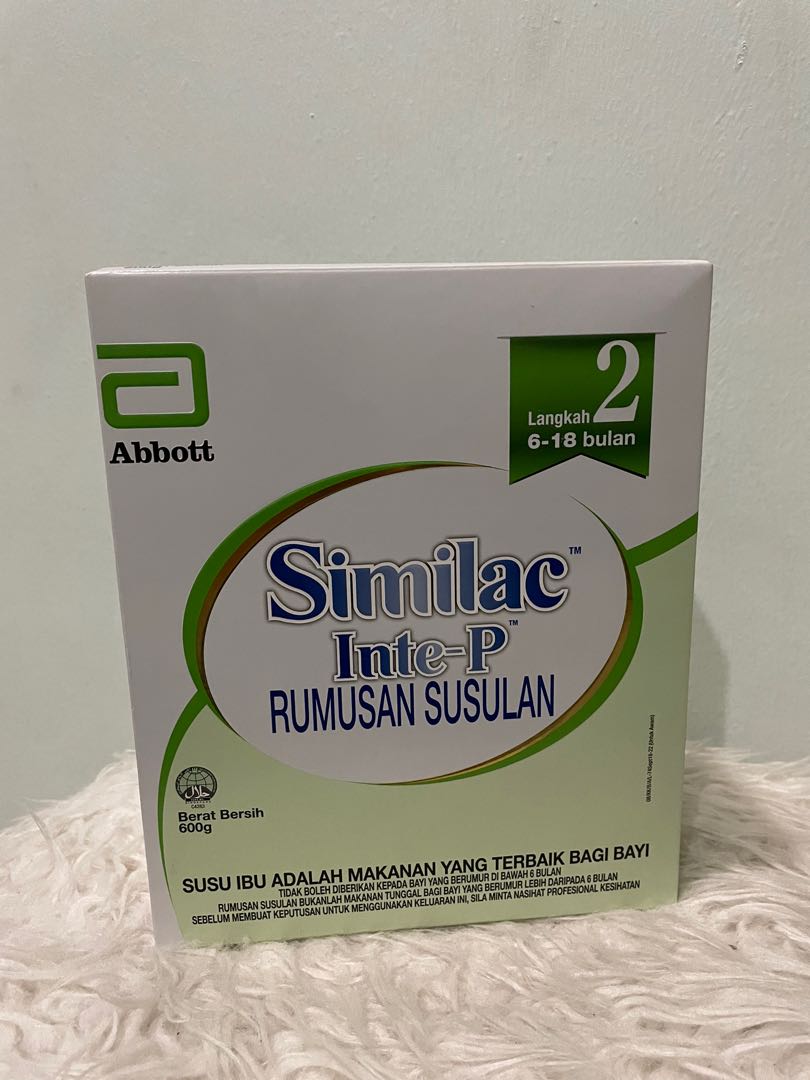 Abbott
Langkah 2
6-18 bulan
Similac™
Inte-P™
RUMUSAN SUSULAN
حلال
Berat Bersih
600g
SUSU IBU ADALAH MAKANAN YANG TERBAIK BAGI BAYI
TIDAK BOLEH DIBERIKAN KEPADA BAYI YANG BERUMUR DI BAWAH 6 BULAN
RUMUSAN SUSULAN BUKANLAH MAKANAN TUNGGAL BAGI BAYI YANG BERUMUR LEBIH DARIPADA 6 BULAN
SEBELUM MEMBUAT KEPUTUSAN UNTUK MENGGUNAKAN KELUARAN INI, SILA MINTA NASIHAT PROFESIONAL KESIHATAN